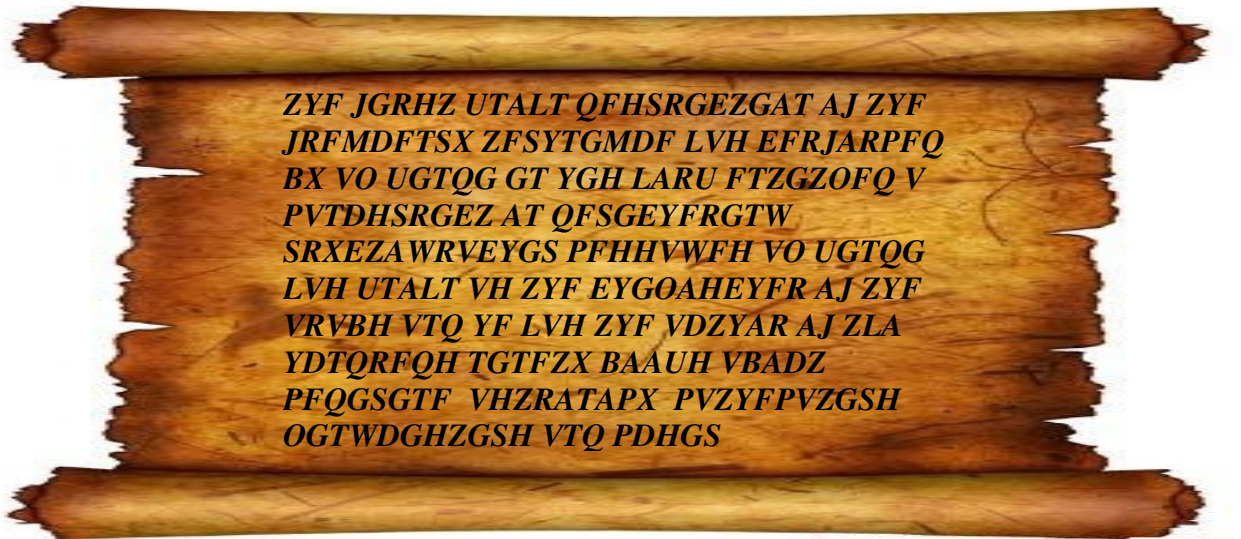 ZYF JGRHZ UTALT QFHSRGEZGAT AJ ZYF
JRFMDFTSX ZFSYTGMDF LVH EFRJARPFQ
BX VO UGTQG GT YGH LARU FTZGZOFQ V
PVTDHSRGEZ AT QFSGEYFRGTW
SRXEZAWRVEYGS PFHHVWFH VO UGTQG
LVH UTALT VH ZYF EYGOAHEYFR AJ ZYF
VRVBH VTQ YF LVH ZYF VDZYAR AJ ZLA
YDTQRFQH TGTFZX BAAUH VBADZ
PFQGSGTF VHZRATAPX PVZYFPVZGSH
OGTWDGHZGSH VTQ PDHGS